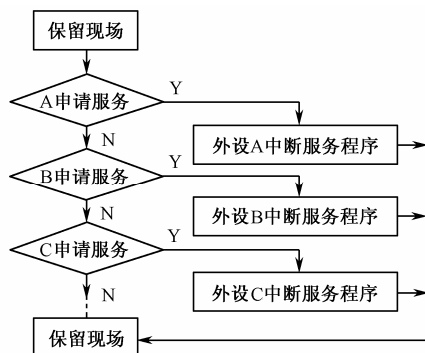 保留现场
A申请服务
Y
N
外设A中断服务程序
B申请服务
Y
N
外设B中断服务程序
C申请服务
Y
N
外设C中断服务程序
保留现场